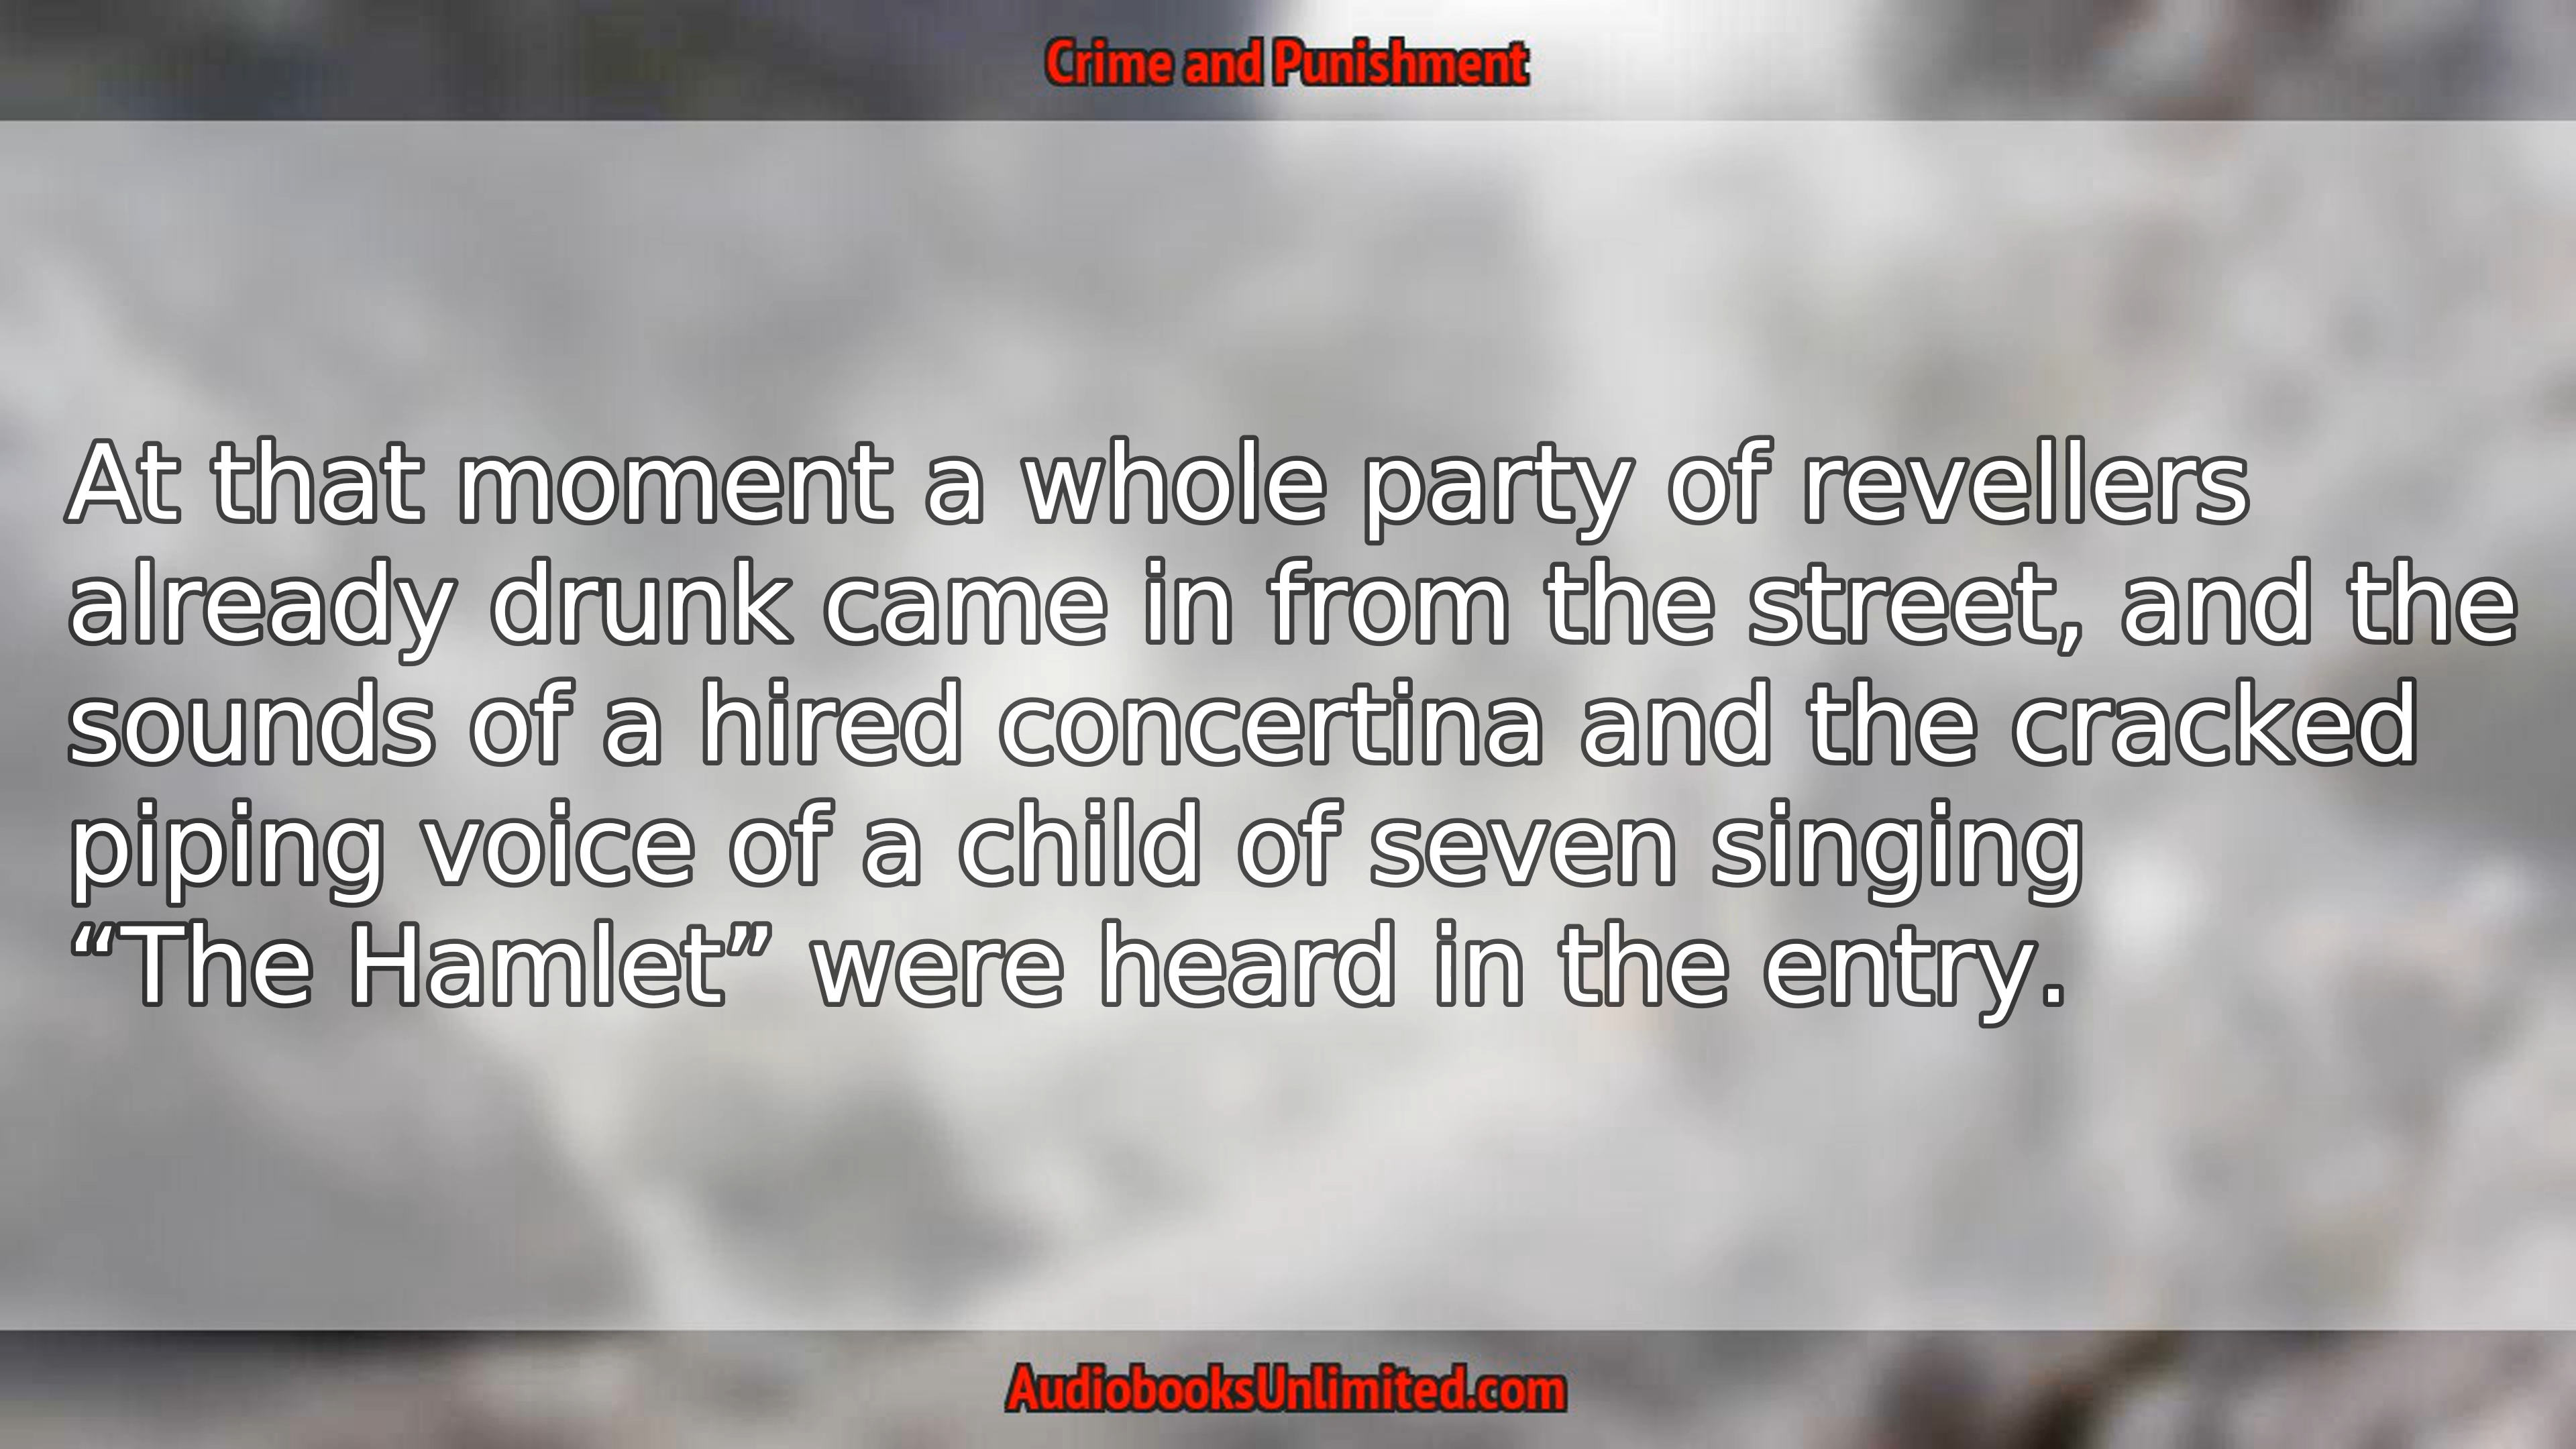 Crime and Punishment
At that moment a whole party of revellers
already drunk came in from the street, and the
sounds of a hired concertina and the cracked
piping voice of a child of seven singing
“The Hamlet” were heard in the entry.
AudiobooksUnlimited.com